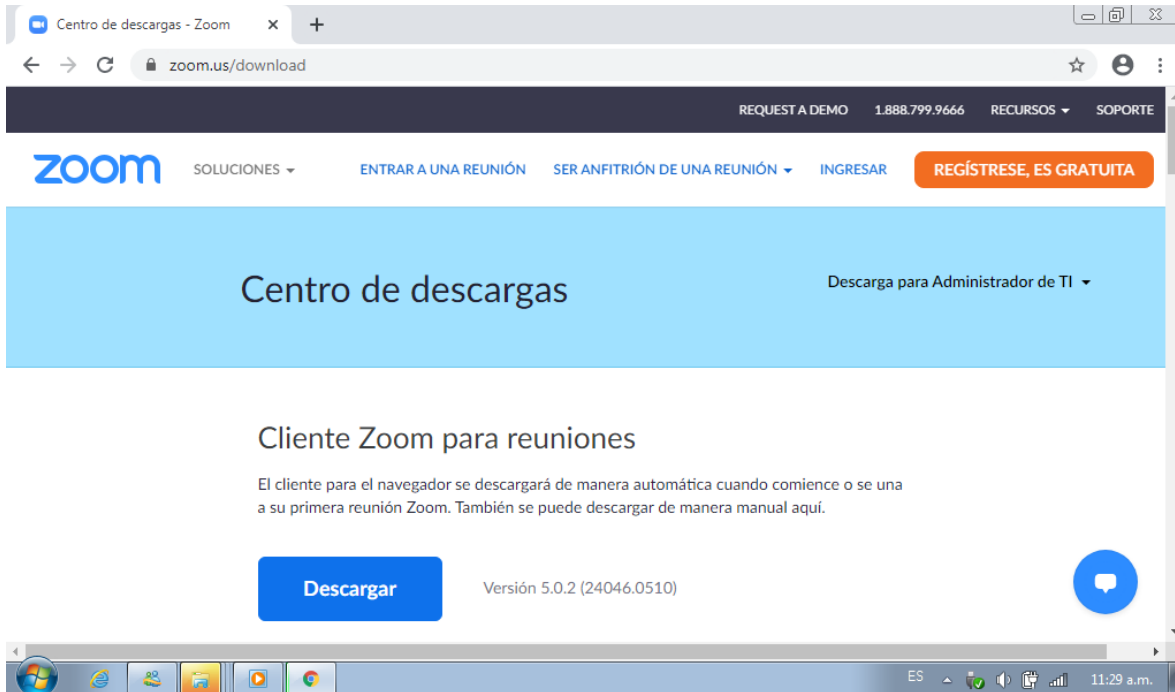 Centro de descargas - Zoom
zoom.us/download
REQUEST A DEMO 1.888.799.9666 RECURSOS SOPORTE
zoom SOLUCIONES ENTRAR A UNA REUNIÓN SER ANFITRIÓN DE UNA REUNIÓN INGRESAR REGÍSTRESE, ES GRATUITA
Centro de descargas
Descarga para Administrador de TI
Cliente Zoom para reuniones
El cliente para el navegador se descargará de manera automática cuando comience o se una
a su primera reunión Zoom. También se puede descargar de manera manual aquí.
Descargar Versión 5.0.2 (24046.0510)
ES 11:29 a.m.